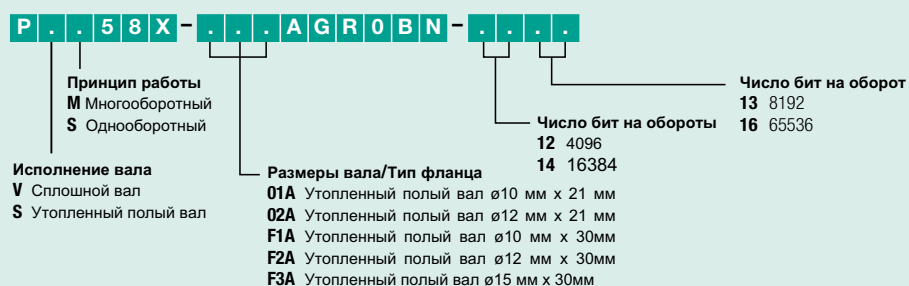 P . . 5 8 X - . . . A G R 0 B N - . . . .
Принцип работы
M Многооборотный
S Однооборотный
Исполнение вала
V Сплошной вал
S Утопленный полый вал
Размеры вала/Тип фланца
01A Утопленный полый вал ø10 мм x 21 мм
02A Утопленный полый вал ø12 мм x 21 мм
F1A Утопленный полый вал ø10 мм x 30мм
F2A Утопленный полый вал ø12 мм x 30мм
F3A Утопленный полый вал ø15 мм x 30мм
Число бит на обороты
12 4096
14 16384
Число бит на оборот
13 8192
16 65536